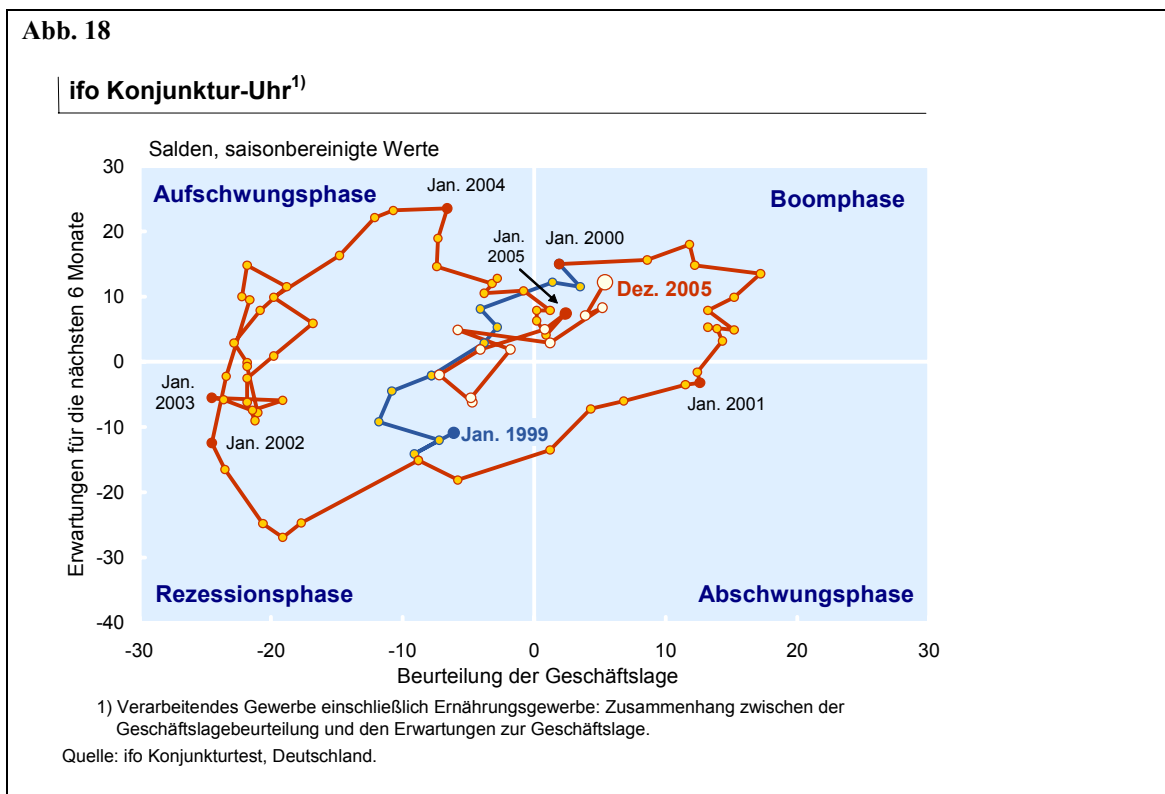 Abb. 18
ifo Konjunktur-Uhr1)
Salden, saisonbereinigte Werte
Erwartungen für die nächsten 6 Monate
30
20
10
0
-10
-20
-30
-40
Aufschwungsphase
Jan. 2004
Boomphase
Jan.
2005
Jan. 2000
Dez. 2005
Jan.
2003
Jan. 2002
Jan. 1999
Jan. 2001
Rezessionsphase
Abschwungsphase
-30 -20 -10 0 10 20 30
Beurteilung der Geschäftslage
1) Verarbeitendes Gewerbe einschließlich Ernährungsgewerbe: Zusammenhang zwischen der
Geschäftslagebeurteilung und den Erwartungen zur Geschäftslage.
Quelle: ifo Konjunkturtest, Deutschland.